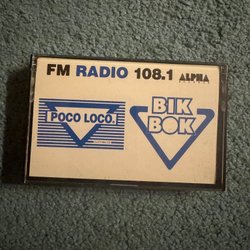 FM RADIO 108.1 ALPHA
POCO LOCO.
BIK
BOK